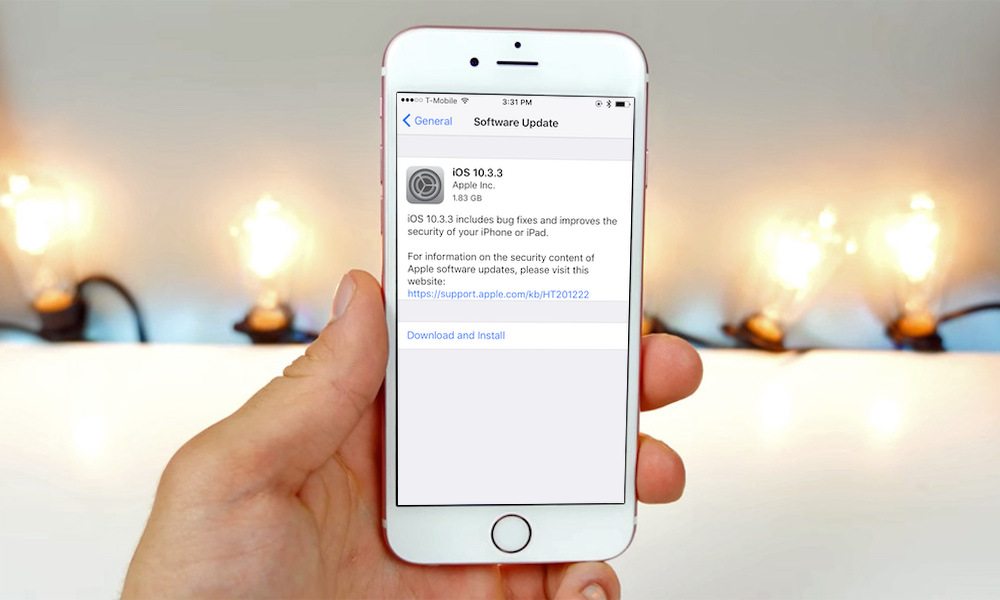 T-Mobile 3:31 PM
General Software Update
iOS 10.3.3
Apple Inc.
1.83 GB
iOS 10.3.3 includes bug fixes and improves the
security of your iPhone or iPad.
For information on the security content of
Apple software updates, please visit this
website:
https://support.apple.com/kb/HT201222
Download and Install